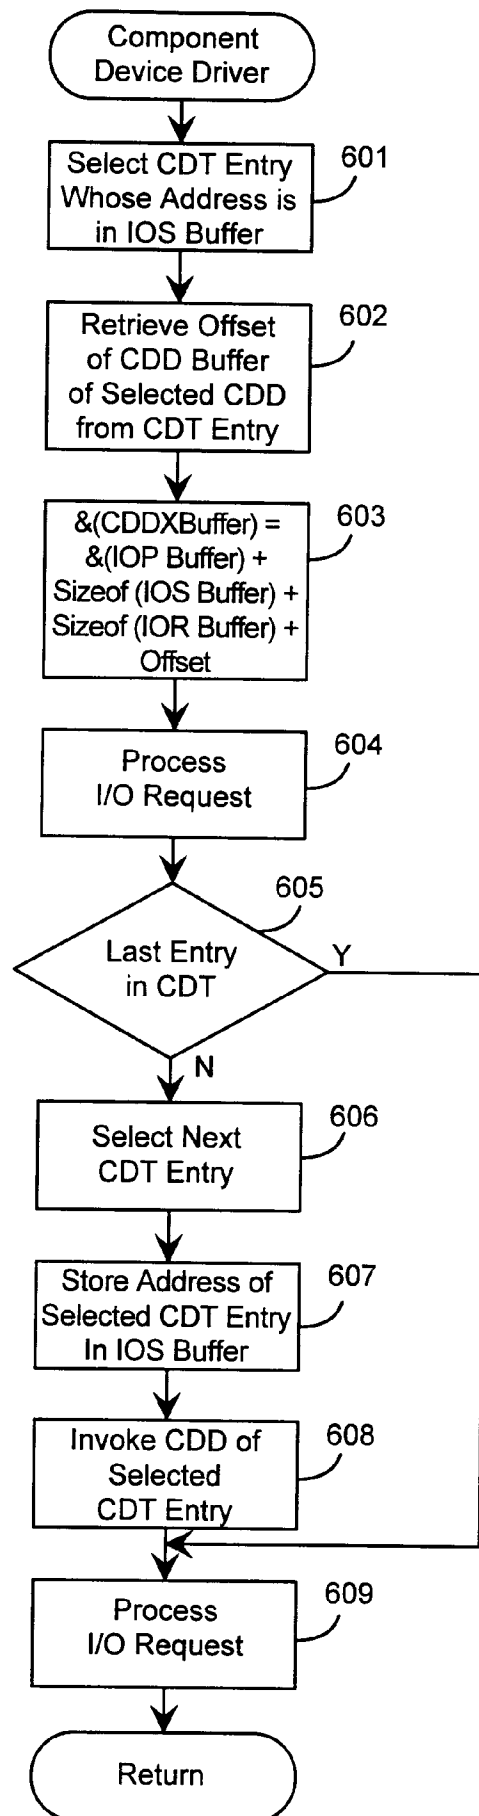 Component
Device Driver
601
Select CDT Entry
Whose Address is
in IOS Buffer
602
Retrieve Offset
of CDD Buffer
of Selected CDD
from CDT Entry
603
&(CDDXBuffer) =
&(IOP Buffer) +
Sizeof (IOS Buffer) +
Sizeof (IOR Buffer) +
Offset
604
Process
I/O Request
605
Last Entry
in CDT
Y
N
606
Select Next
CDT Entry
607
Store Address of
Selected CDT Entry
In IOS Buffer
608
Invoke CDD of
Selected
CDT Entry
609
Process
I/O Request
Return